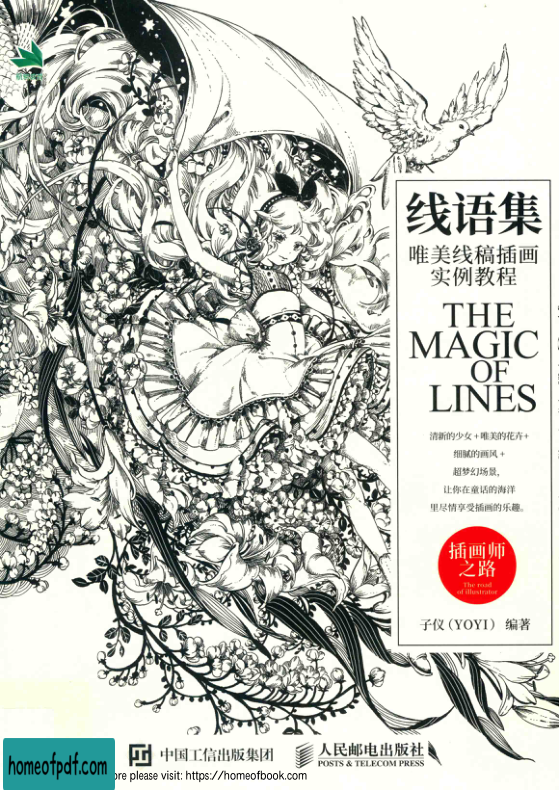 线语集
唯美线稿插画
实例教程
THE
MAGIC
OF
LINES
清新的少女+唯美的花卉+
细腻的画风+
超梦幻场景,
让你在童话的海洋
里尽情享受插画的乐趣。
插画师
之路
The road
of illustrator
子仪(YOYI) 编著
中国工信出版集团
人民邮电出版社
POSTS & TELECOM PRESS
homeofpdf.com
ore please visit: https://homeofbook.com